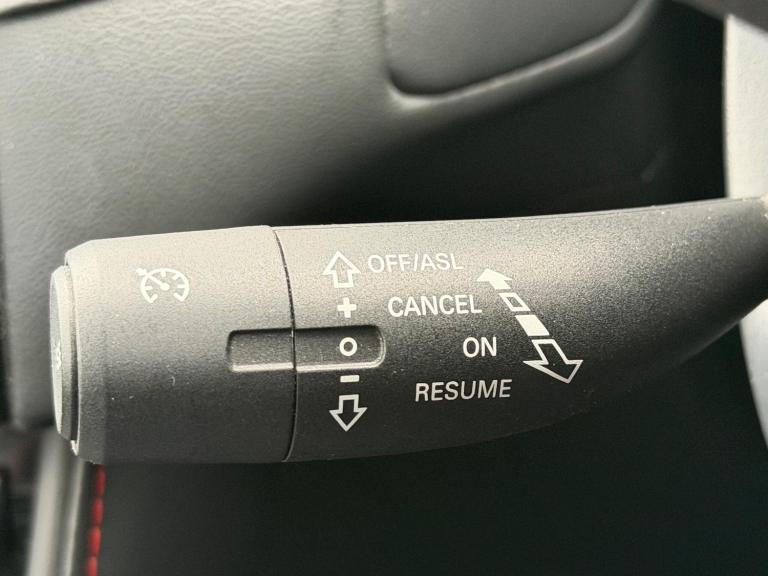 OFF/ASL
+ CANCEL
O ON
− RESUME